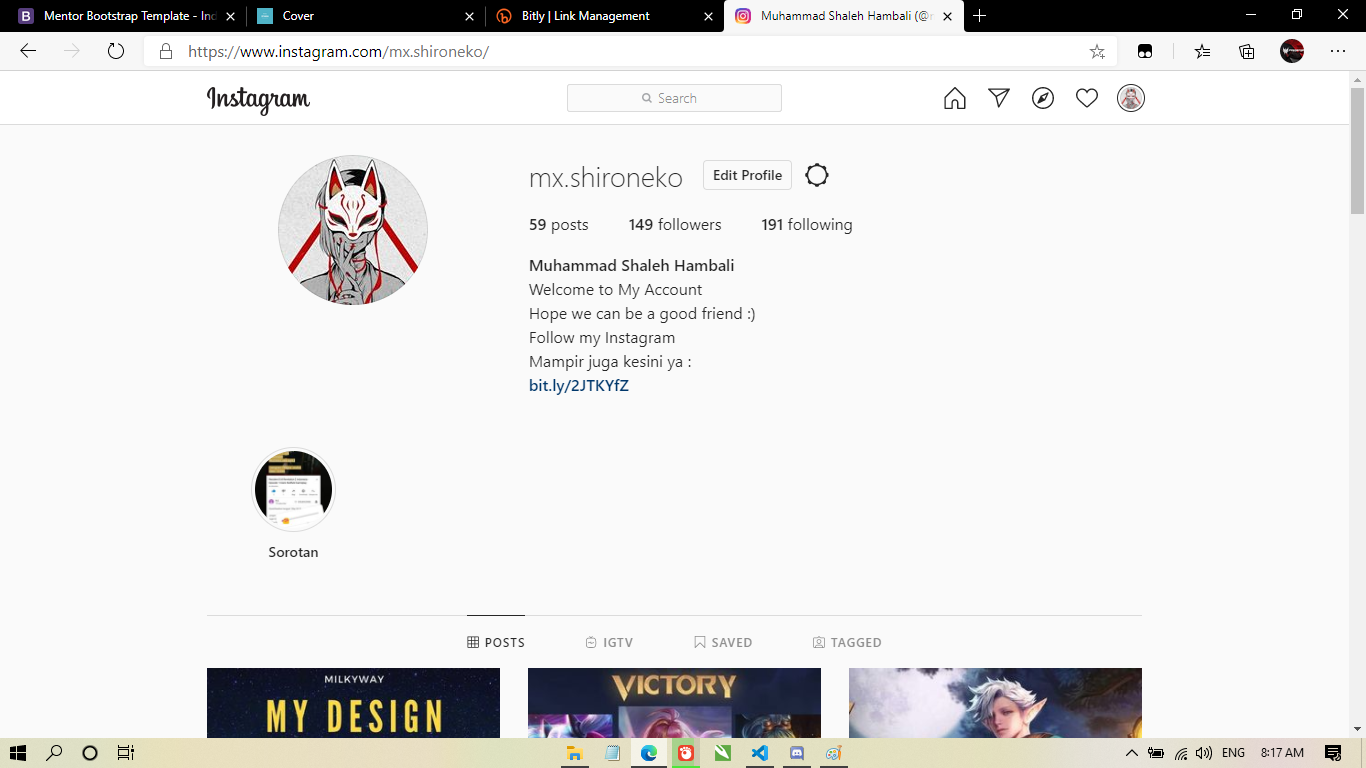 Mentor Bootstrap Template - Ind
Cover
Bitly | Link Management
Muhammad Shaleh Hambali (@m
https://www.instagram.com/mx.shironeko/
Instagram
Search
mx.shironeko
Edit Profile
59 posts
149 followers
191 following
Muhammad Shaleh Hambali
Welcome to My Account
Hope we can be a good friend :)
Follow my Instagram
Mampir juga kesini ya :
bit.ly/2JTKYfZ
Sorotan
POSTS
IGTV
SAVED
TAGGED
MILKYWAY
MY DESIGN
VICTORY
ENG
8:17 AM